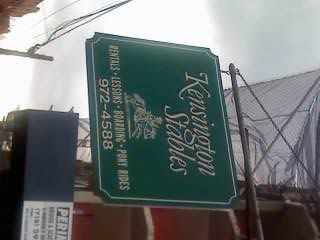 Kensington
Stables
RENTALS · LESSONS · BOARDING · PONY RIDES
972-4588